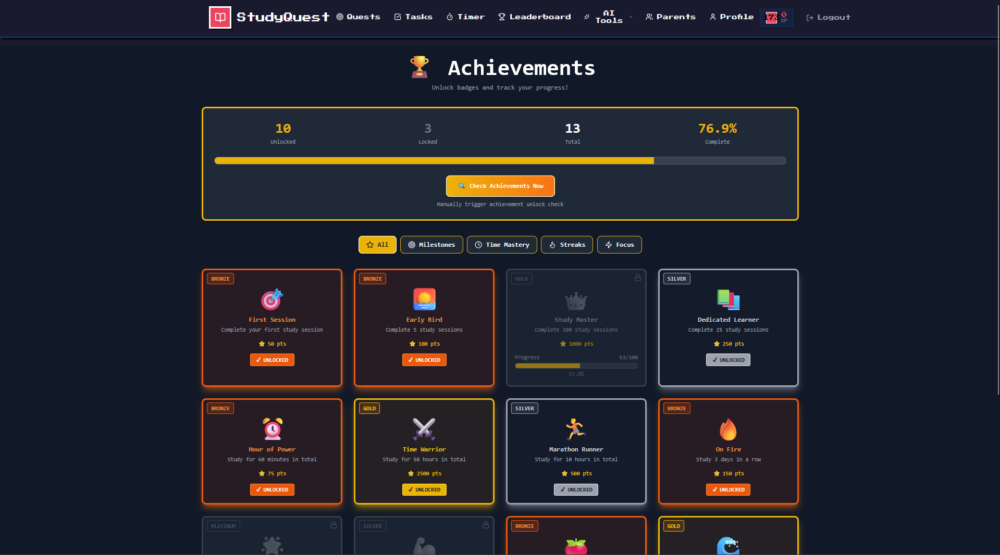 StudyQuest
Quests
Tasks
Timer
Leaderboard
AI Tools
Parents
Profile
173
0
XP
Logout
Achievements
Unlock badges and track your progress!
10
Unlocked
3
Locked
13
Total
76.9%
Complete
Check Achievements Now
Manually trigger achievement unlock check
All
Milestones
Time Mastery
Streaks
Focus
BRONZE
First Session
Complete your first study session
50 pts
✓ UNLOCKED
BRONZE
Early Bird
Complete 5 study sessions
100 pts
✓ UNLOCKED
GOLD
Study Master
Complete 100 study sessions
1000 pts
Progress 53/100
53.0%
SILVER
Dedicated Learner
Complete 25 study sessions
250 pts
✓ UNLOCKED
BRONZE
Hour of Power
Study for 60 minutes in total
75 pts
✓ UNLOCKED
GOLD
Time Warrior
Study for 50 hours in total
2500 pts
✓ UNLOCKED
SILVER
Marathon Runner
Study for 10 hours in total
500 pts
✓ UNLOCKED
BRONZE
On Fire
Study 3 days in a row
150 pts
✓ UNLOCKED
PLATINUM
SILVER
BRONZE
GOLD